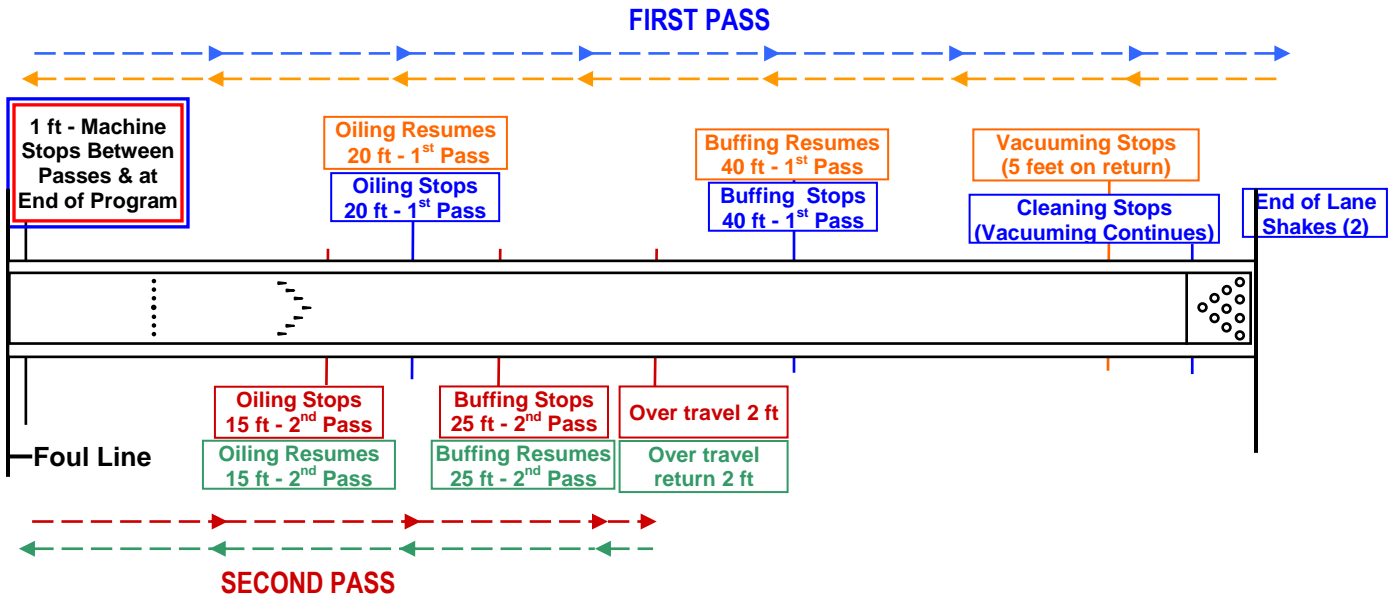 FIRST PASS
1 ft - Machine
Stops Between
Passes & at
End of Program
Oiling Resumes
20 ft - 1st Pass
Oiling Stops
20 ft - 1st Pass
Buffing Resumes
40 ft - 1st Pass
Buffing Stops
40 ft - 1st Pass
Vacuuming Stops
(5 feet on return)
Cleaning Stops
(Vacuuming Continues)
End of Lane
Shakes (2)
Oiling Stops
15 ft - 2nd Pass
Oiling Resumes
15 ft - 2nd Pass
Buffing Stops
25 ft - 2nd Pass
Buffing Resumes
25 ft - 2nd Pass
Over travel 2 ft
Over travel
return 2 ft
Foul Line
SECOND PASS